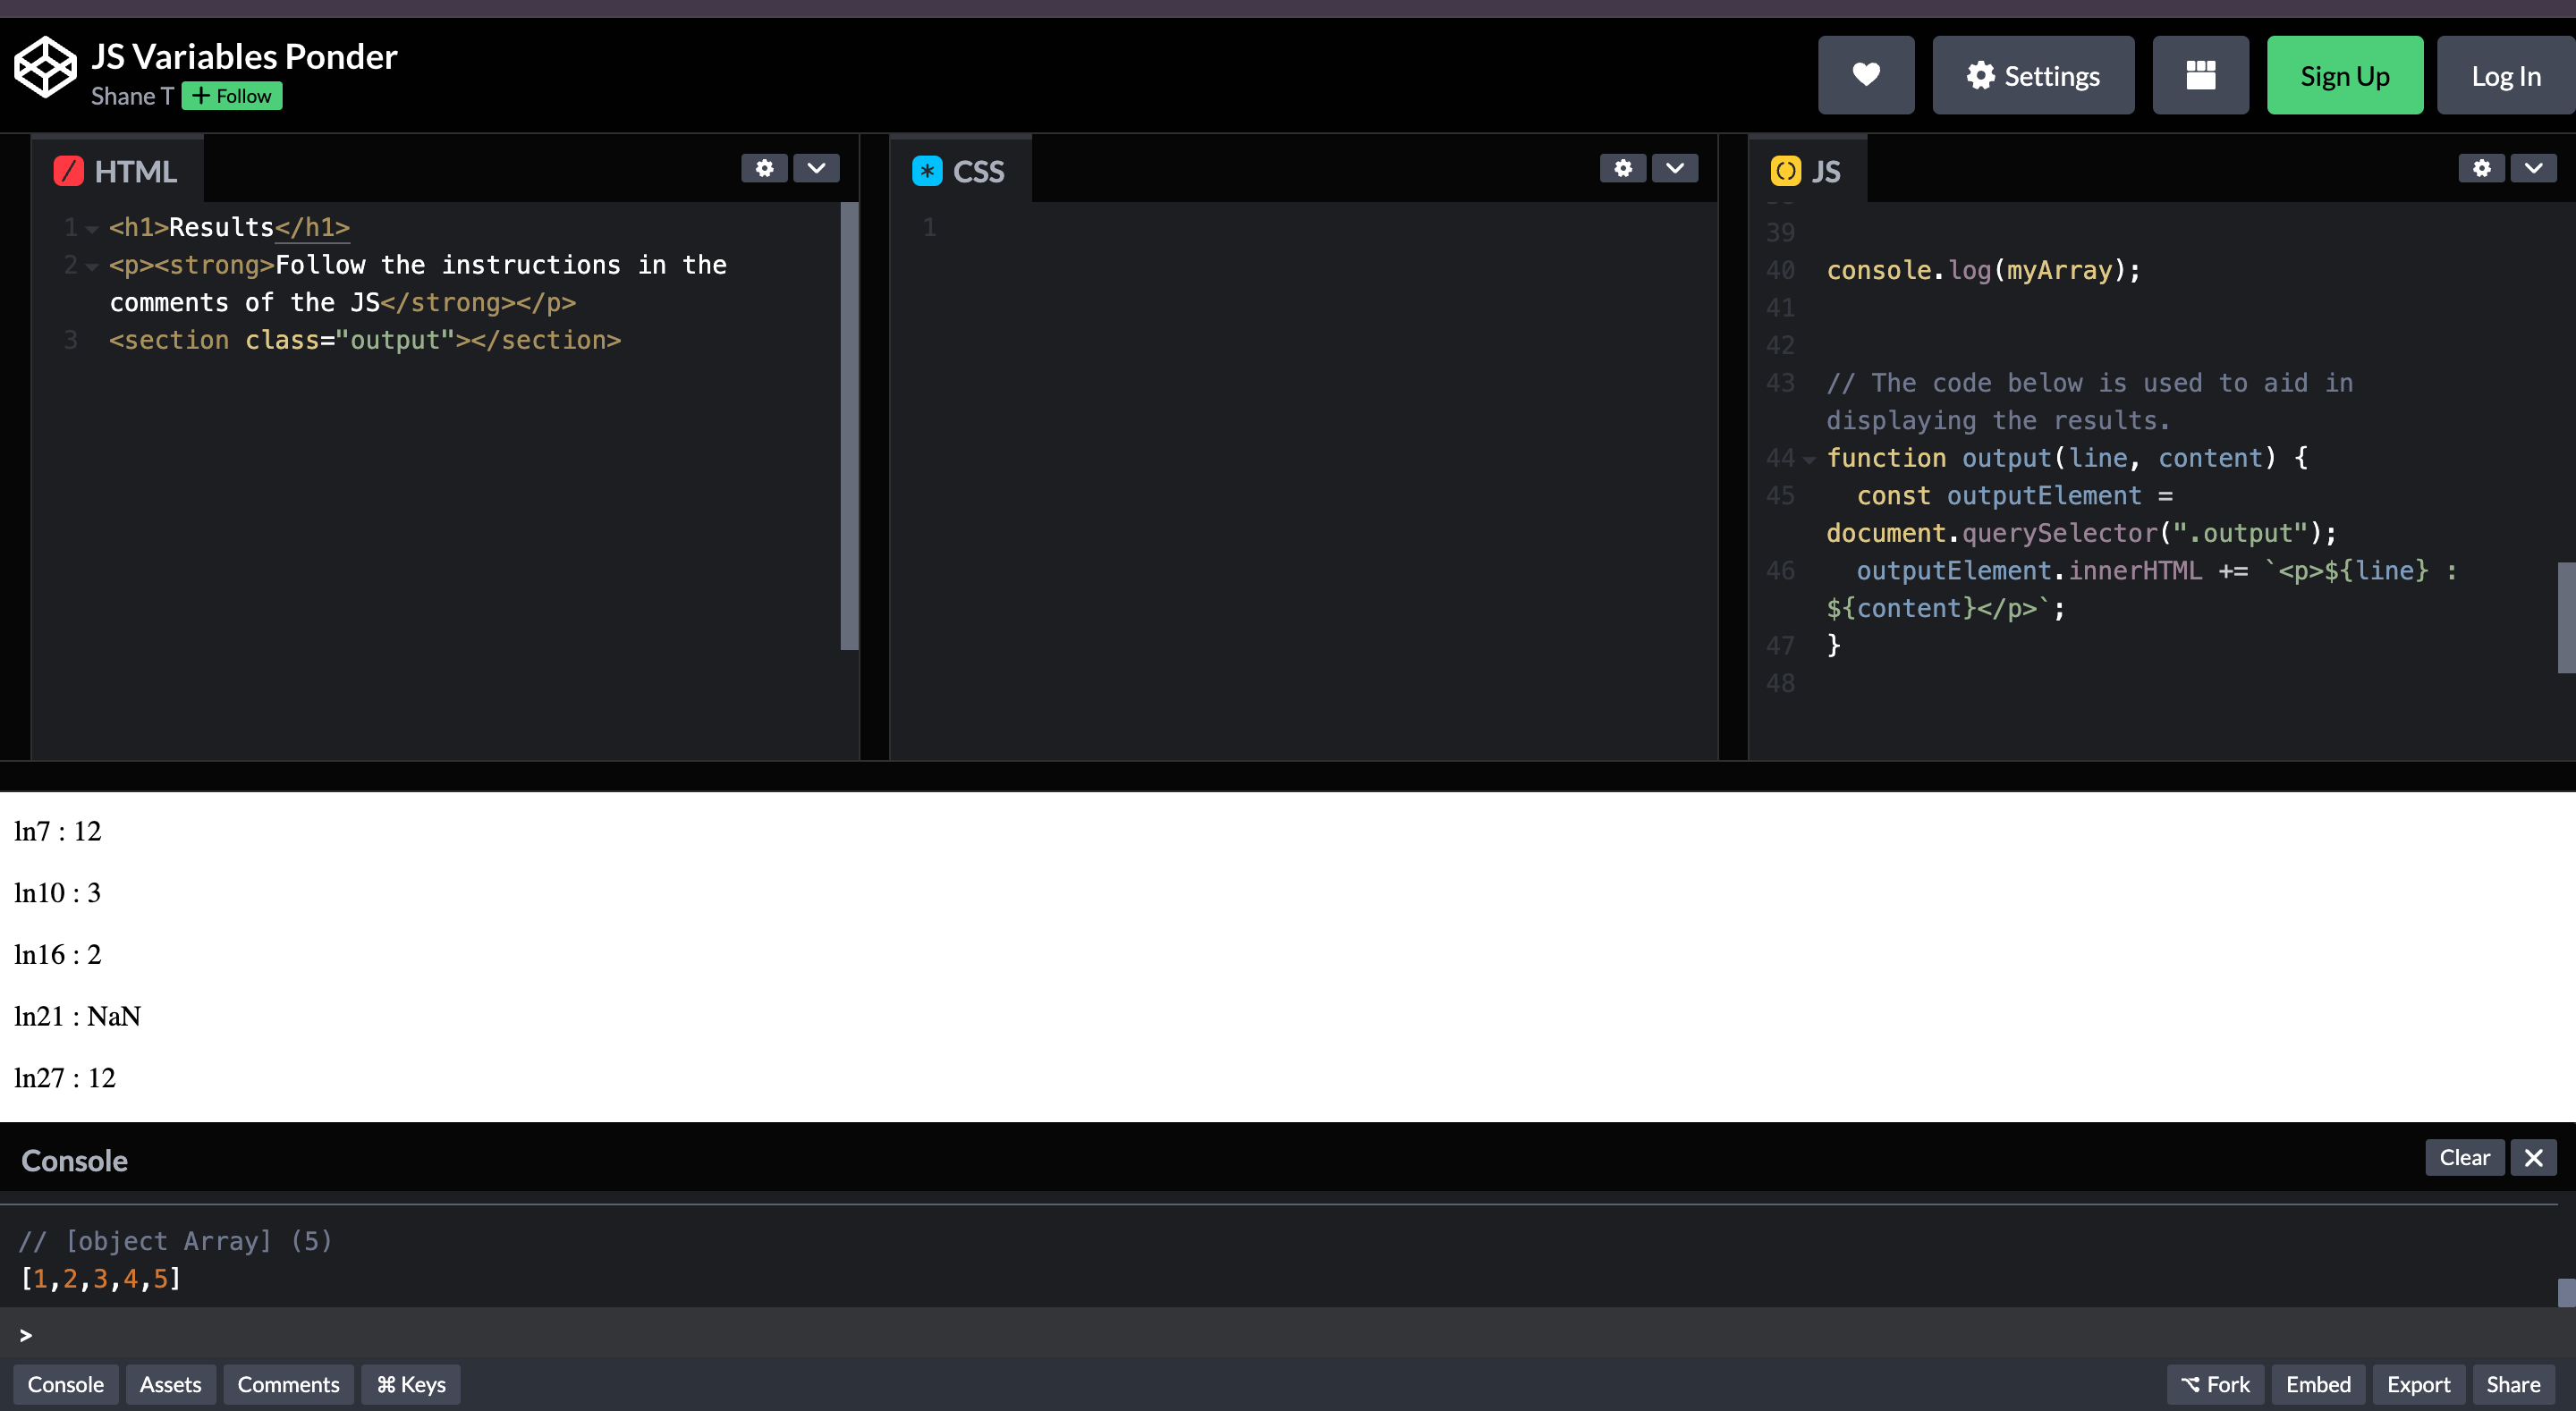 JS Variables Ponder
Shane T + Follow
Settings
Sign Up
Log In
HTML
1 <h1>Results</h1>
2 <p><strong>Follow the instructions in the
comments of the JS</strong></p>
3 <section class="output"></section>
CSS
1
JS
39
40 console.log(myArray);
41
42
43 // The code below is used to aid in
displaying the results.
44 function output(line, content) {
45 const outputElement =
document.querySelector(".output");
46 outputElement.innerHTML += `<p>${line} :
${content}</p>`;
47 }
48
ln7 : 12
ln10 : 3
ln16 : 2
ln21 : NaN
ln27 : 12
Console
Clear
// [object Array] (5)
[1,2,3,4,5]
>
Console Assets Comments ⌘ Keys
⌥ Fork Embed Export Share